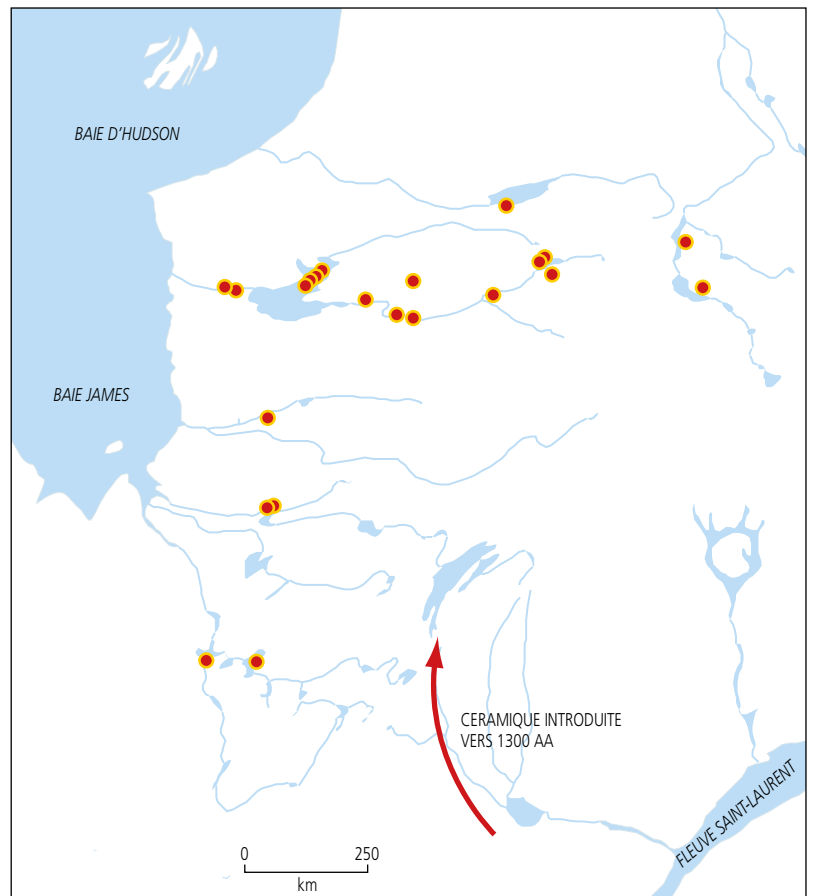 BAIE D'HUDSON
BAIE JAMES
CERAMIQUE INTRODUITE
VERS 1300 AA
FLEUVE SAINT-LAURENT
0 250
km